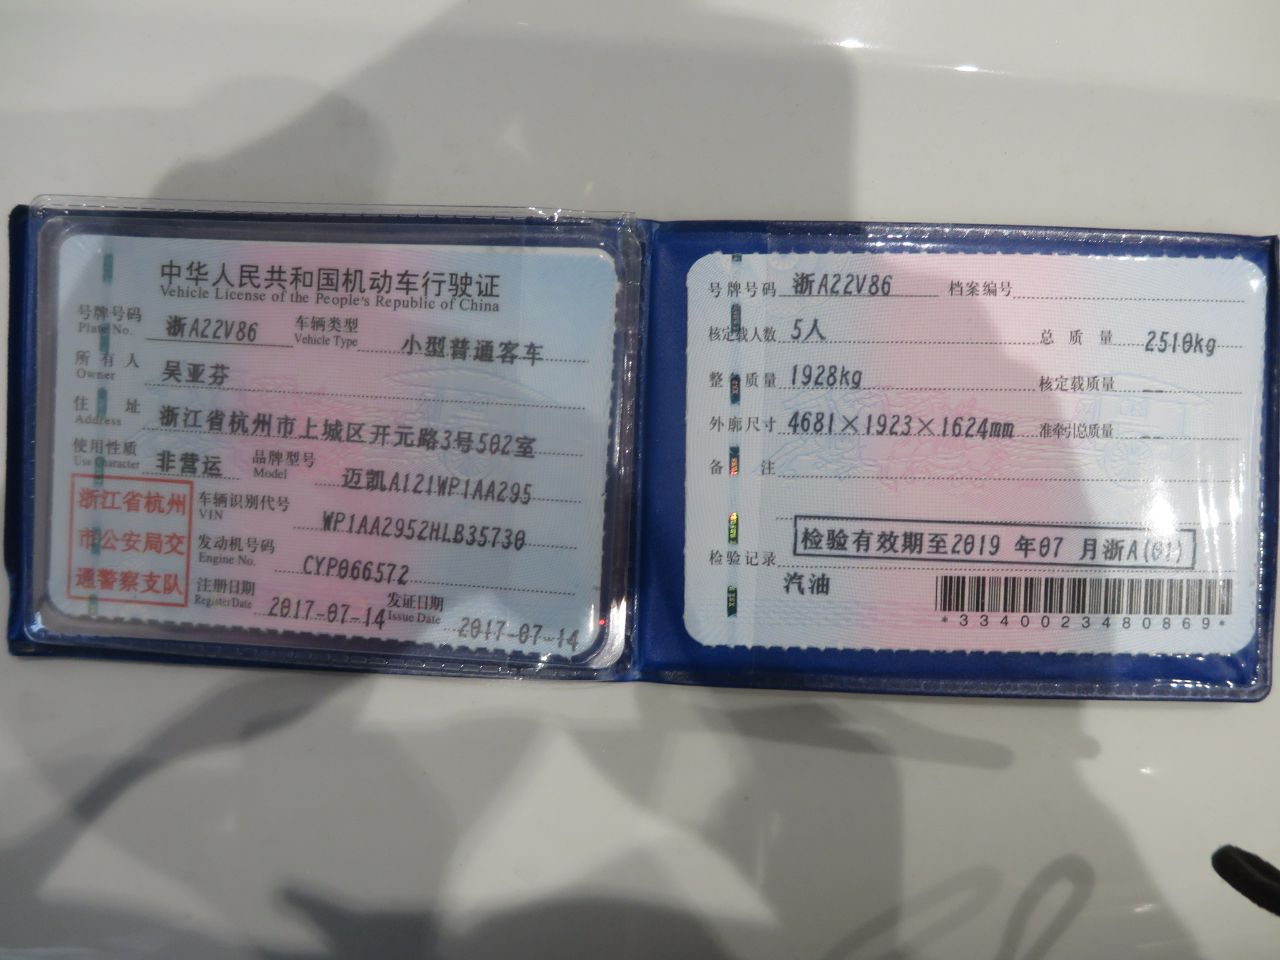 中华人民共和国机动车行驶证
Vehicle License of the People's Republic of China
号牌号码 浙A22V86 车辆类型 小型普通客车
Plate No. Vehicle Type
所有人 吴亚芬
Owner
住址 浙江省杭州市上城区开元路3号502室
Address
使用性质 非营运 品牌型号 迈凯A121WP1AA295
Use Character Model
浙江省杭州
市公安局交
通警察支队
车辆识别代号 WP1AA2952HLB35730
VIN
发动机号码 CYP066572
Engine No.
注册日期 2017-07-14 发证日期 2017-07-14
Register Date Issue Date
号牌号码 浙A22V86 档案编号
核定载人数 5人 总质量 2510kg
整备质量 1928kg 核定载质量 --
外廓尺寸 4681×1923×1624mm 准牵引总质量 --
备注
检验记录 检验有效期至2019 年07 月浙A(01)
汽油
*3340023480869*